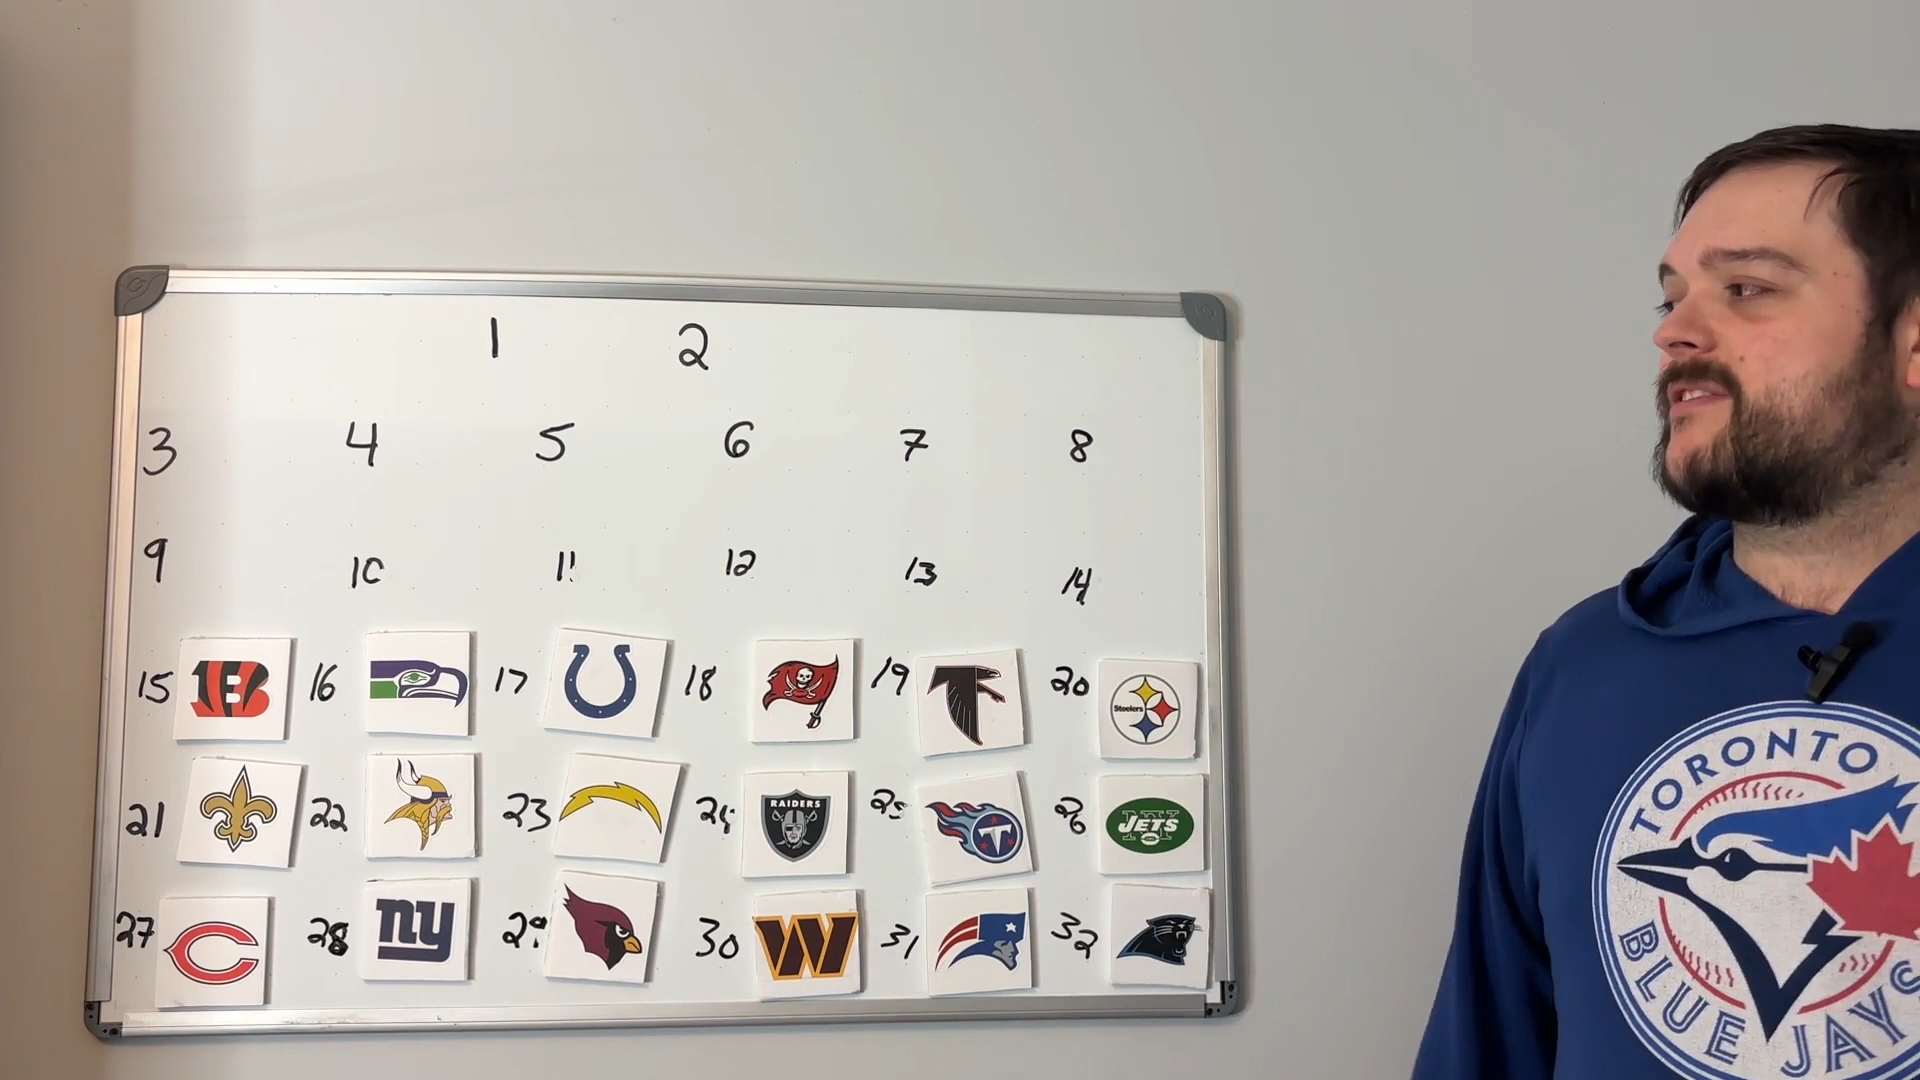 1 2
3 4 5 6 7 8
9 10 11 12 13 14
15 B 16 17 18 19 20 Steelers
21 22 23 24 RAIDERS 25 T 26 NY JETS
27 C 28 ny 29 30 W 31 32
TORONTO
BLUE JAYS